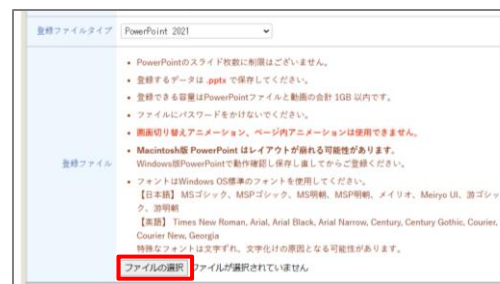 登録ファイルタイプ PowerPoint 2021
• PowerPointのスライド枚数に制限はございません。
• 登録するデータは .pptx で保存してください。
• 登録できる容量はPowerPointファイルと動画の合計 1GB 以内です。
• ファイルにパスワードをかけないでください。
• 画面切り替えアニメーション、ページ内アニメーションは使用できません。
• Macintosh版 PowerPoint はレイアウトが崩れる可能性があります。
Windows版PowerPointで動作確認し保存し直してからご登録ください。
登録ファイル
• フォントはWindows OS標準のフォントを使用してください。
【日本語】 MSゴシック、MSPゴシック、MS明朝、MSP明朝、メイリオ、Meiryo UI、游ゴシッ
ク、游明朝
【英語】 Times New Roman, Arial, Arial Black, Arial Narrow, Century, Century Gothic, Courier,
Courier New, Georgia
特殊なフォントは文字ずれ、文字化けの原因となる可能性があります。
ファイルの選択 ファイルが選択されていません